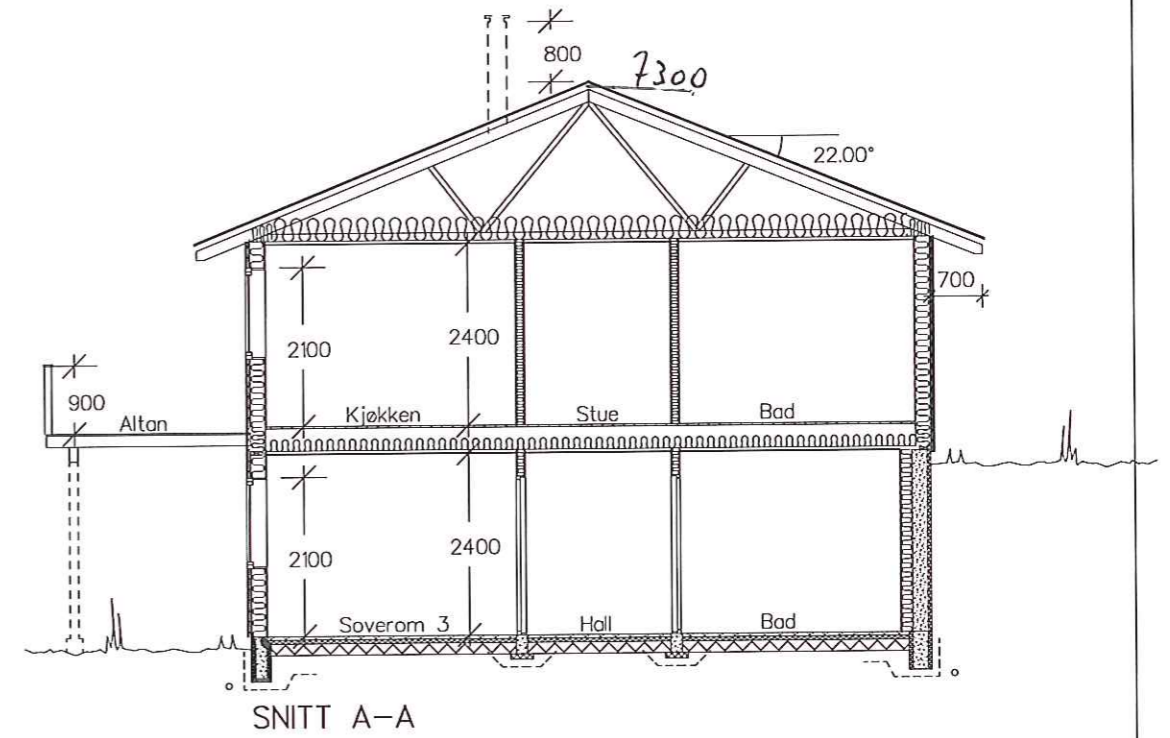 800
7300
22.00°
700
2100
2400
900
Altan
Kjøkken
Stue
Bad
2100
2400
Soverom 3
Hall
Bad
SNITT A-A